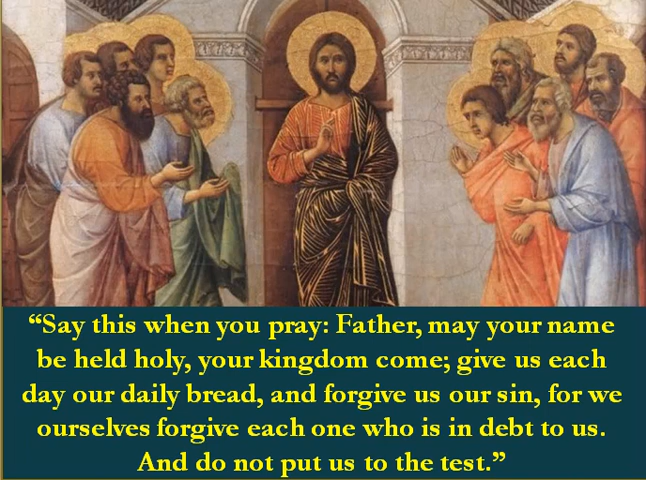 “Say this when you pray: Father, may your name
be held holy, your kingdom come; give us each
day our daily bread, and forgive us our sin, for we
ourselves forgive each one who is in debt to us.
And do not put us to the test.”